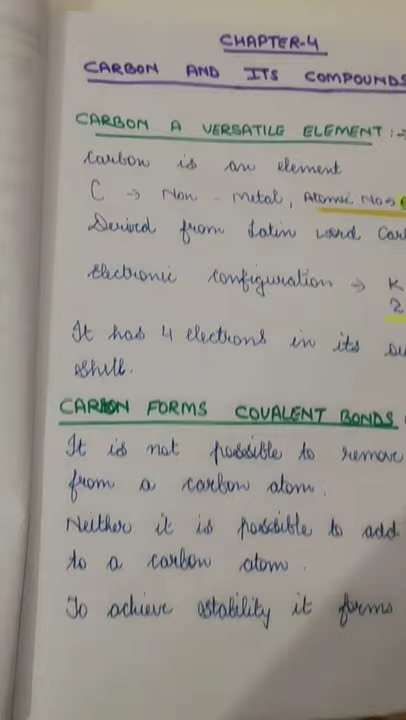 CHAPTER-4
CARBON AND ITS COMPOUNDS
CARBON A VERSATILE ELEMENT :→
Carbon is an element
C → Non - Metal, Atomic No →
Derived from Latin word Car
Electronic configuration → K
2
It has 4 electrons in its
shell.
CARBON FORMS COVALENT BONDS :
It is not possible to remove
from a carbon atom.
Neither it is possible to add
to a carbon atom.
To achieve stability it forms